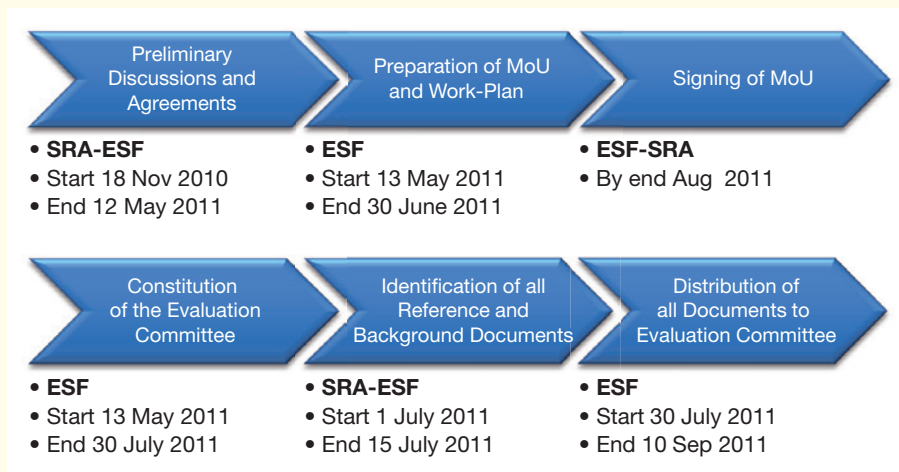 Preliminary
Discussions and
Agreements
• SRA-ESF
• Start 18 Nov 2010
• End 12 May 2011
Preparation of MoU
and Work-Plan
• ESF
• Start 13 May 2011
• End 30 June 2011
Signing of MoU
• ESF-SRA
• By end Aug 2011
Constitution
of the Evaluation
Committee
• ESF
• Start 13 May 2011
• End 30 July 2011
Identification of all
Reference and
Background Documents
• SRA-ESF
• Start 1 July 2011
• End 15 July 2011
Distribution of
all Documents to
Evaluation Committee
• ESF
• Start 30 July 2011
• End 10 Sep 2011